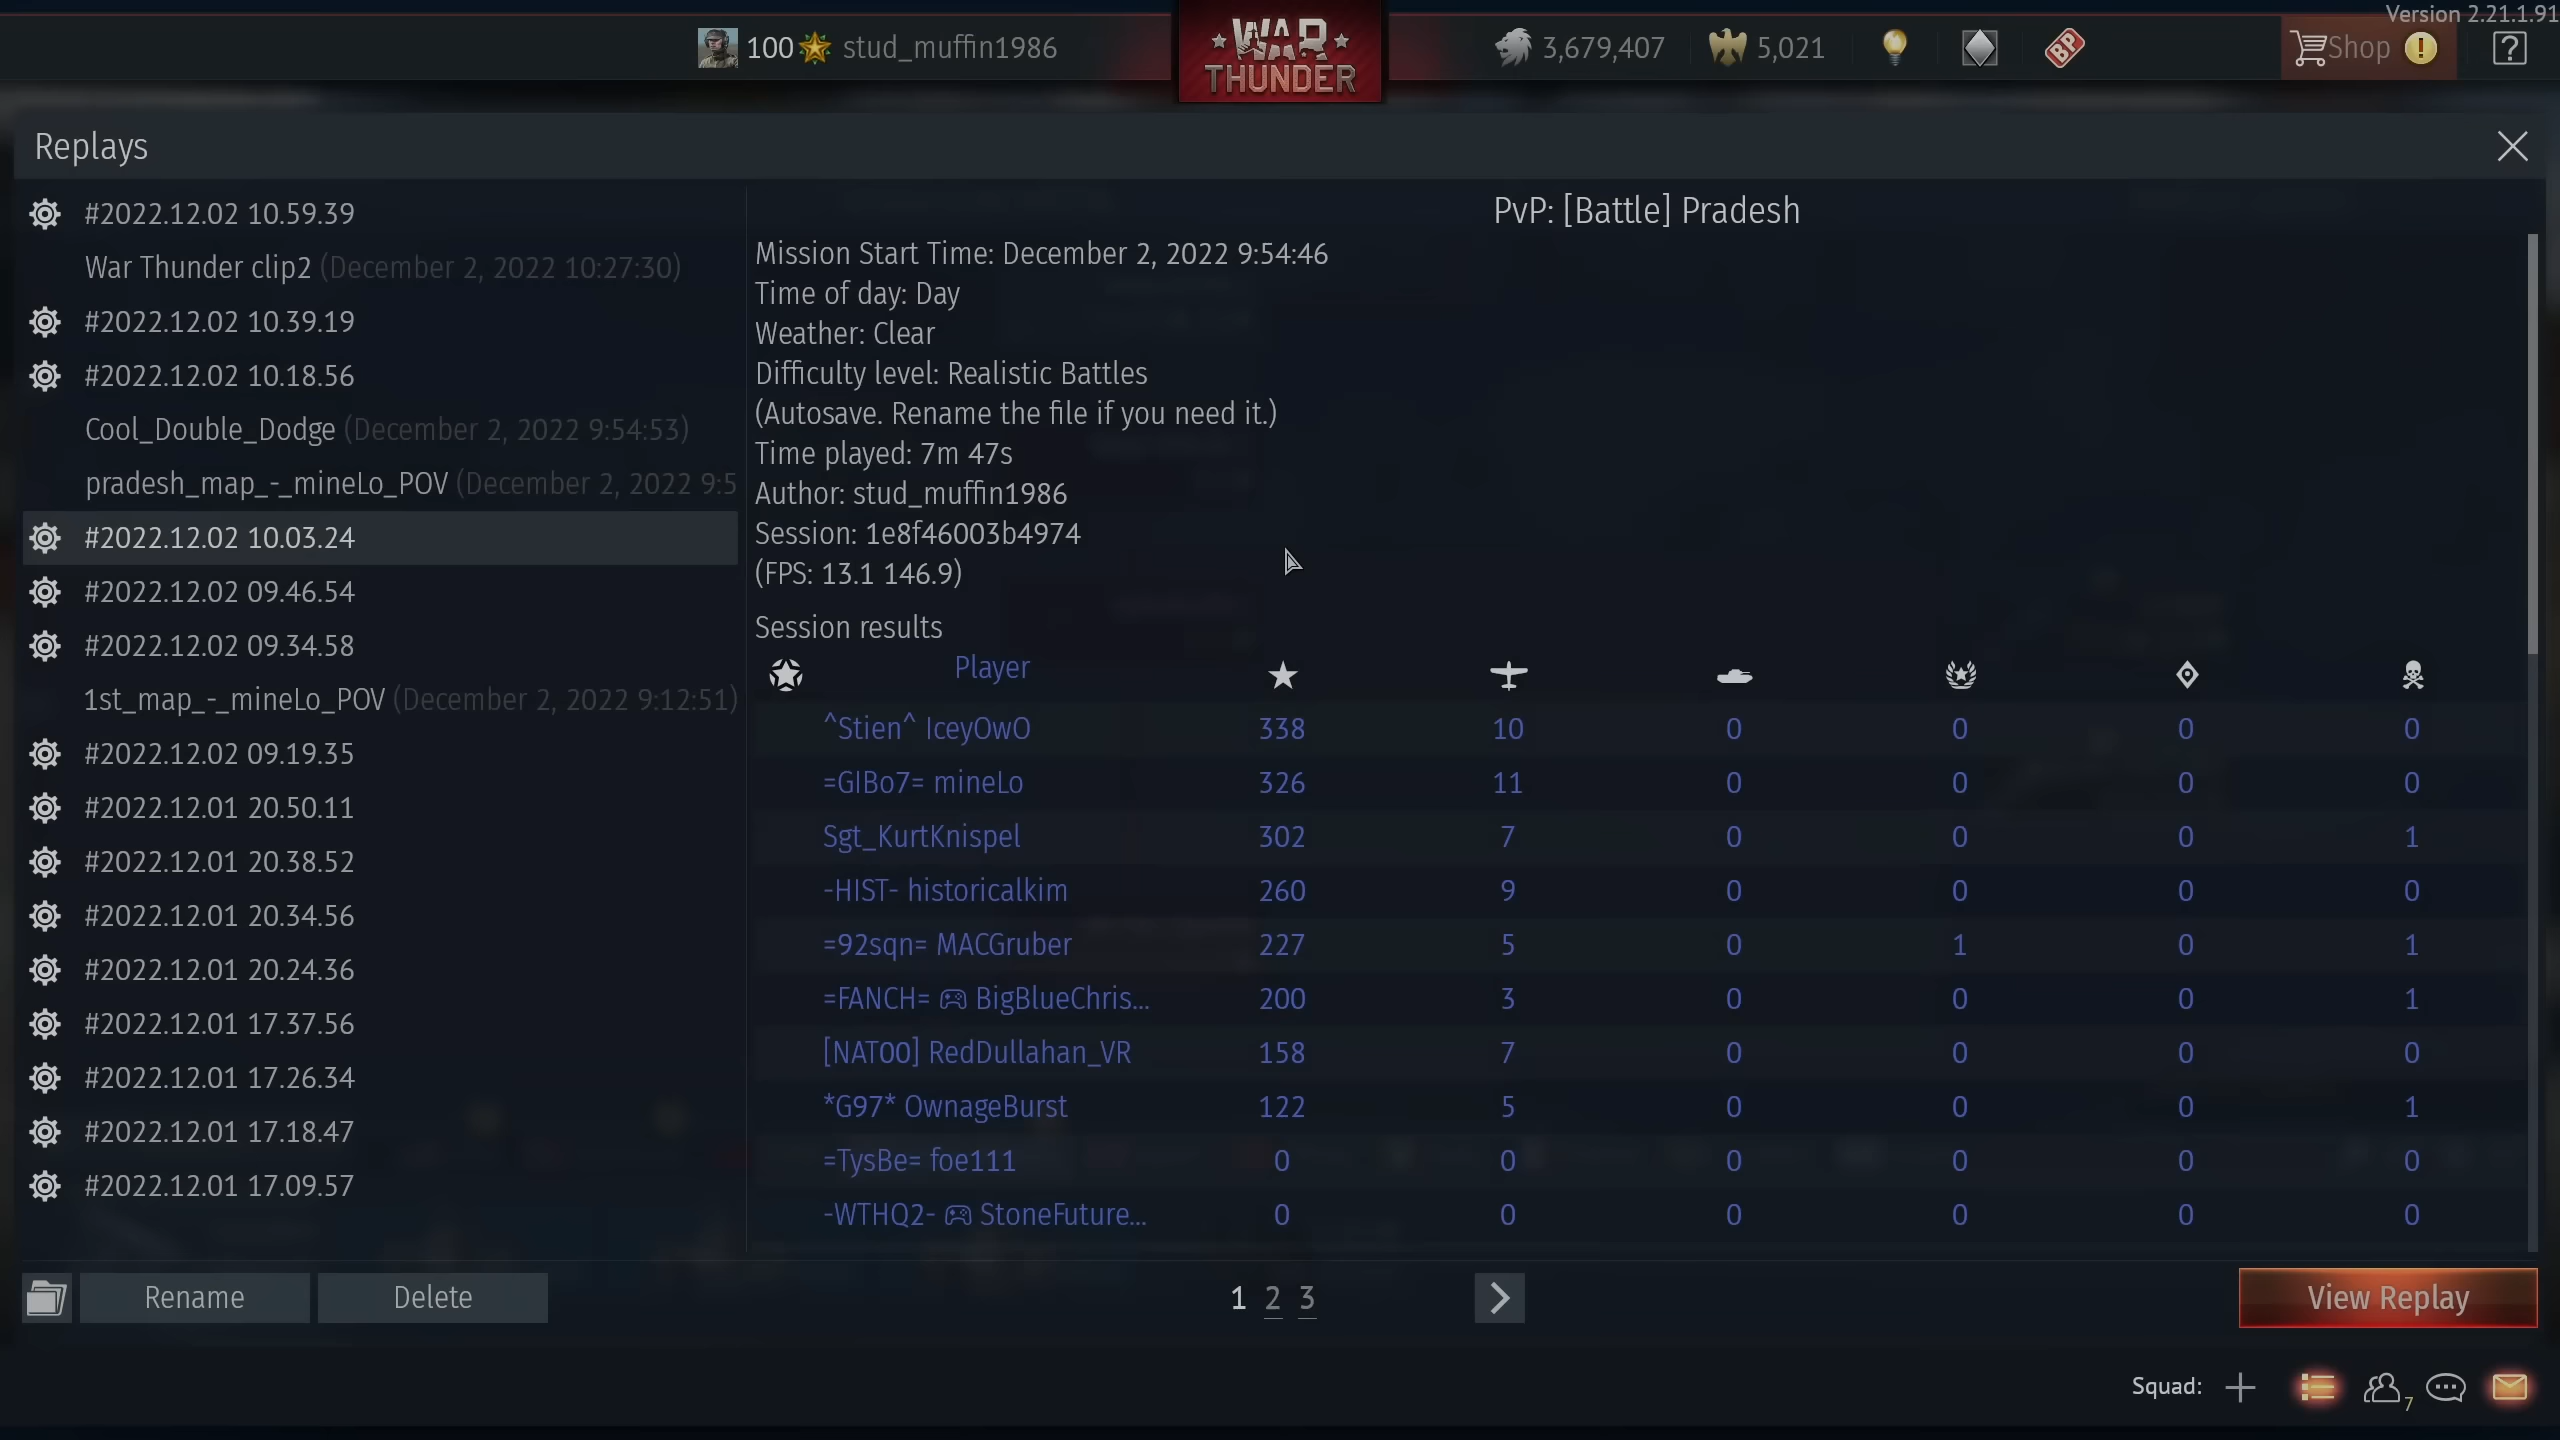 Version 2.21.1.91
100 stud_muffin1986
WAR
THUNDER
3,679,407
5,021
BP
Shop
Replays
#2022.12.02 10.59.39
War Thunder clip2 (December 2, 2022 10:27:30)
#2022.12.02 10.39.19
#2022.12.02 10.18.56
Cool_Double_Dodge (December 2, 2022 9:54:53)
pradesh_map_-_mineLo_POV (December 2, 2022 9:5
#2022.12.02 10.03.24
#2022.12.02 09.46.54
#2022.12.02 09.34.58
1st_map_-_mineLo_POV (December 2, 2022 9:12:51)
#2022.12.02 09.19.35
#2022.12.01 20.50.11
#2022.12.01 20.38.52
#2022.12.01 20.34.56
#2022.12.01 20.24.36
#2022.12.01 17.37.56
#2022.12.01 17.26.34
#2022.12.01 17.18.47
#2022.12.01 17.09.57
PvP: [Battle] Pradesh
Mission Start Time: December 2, 2022 9:54:46
Time of day: Day
Weather: Clear
Difficulty level: Realistic Battles
(Autosave. Rename the file if you need it.)
Time played: 7m 47s
Author: stud_muffin1986
Session: 1e8f46003b4974
(FPS: 13.1 146.9)
Session results
Player
^Stien^ IceyOwO 338 10 0 0 0 0
=GlBo7= mineLo 326 11 0 0 0 0
Sgt_KurtKnispel 302 7 0 0 0 1
-HIST- historicalkim 260 9 0 0 0 0
=92sqn= MACGruber 227 5 0 1 0 1
=FANCH= BigBlueChris... 200 3 0 0 0 1
[NATOO] RedDullahan_VR 158 7 0 0 0 0
*G97* OwnageBurst 122 5 0 0 0 1
=TysBe= foe111 0 0 0 0 0 0
-WTHQ2- StoneFuture... 0 0 0 0 0 0
Rename
Delete
1 2 3
View Replay
Squad:
7